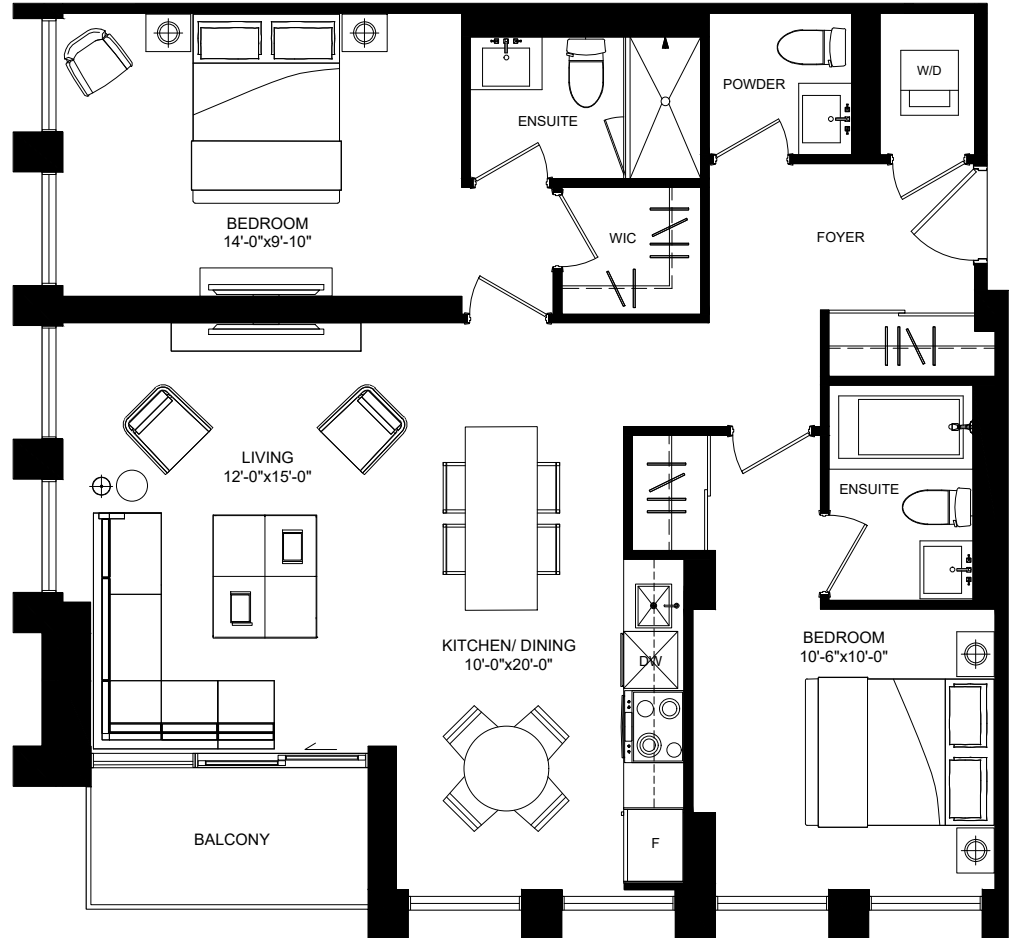 W/D
POWDER
ENSUITE
BEDROOM
14'-0"x9'-10"
WIC
FOYER
LIVING
12'-0"x15'-0"
ENSUITE
KITCHEN/ DINING
10'-0"x20'-0"
DW
BEDROOM
10'-6"x10'-0"
BALCONY
F